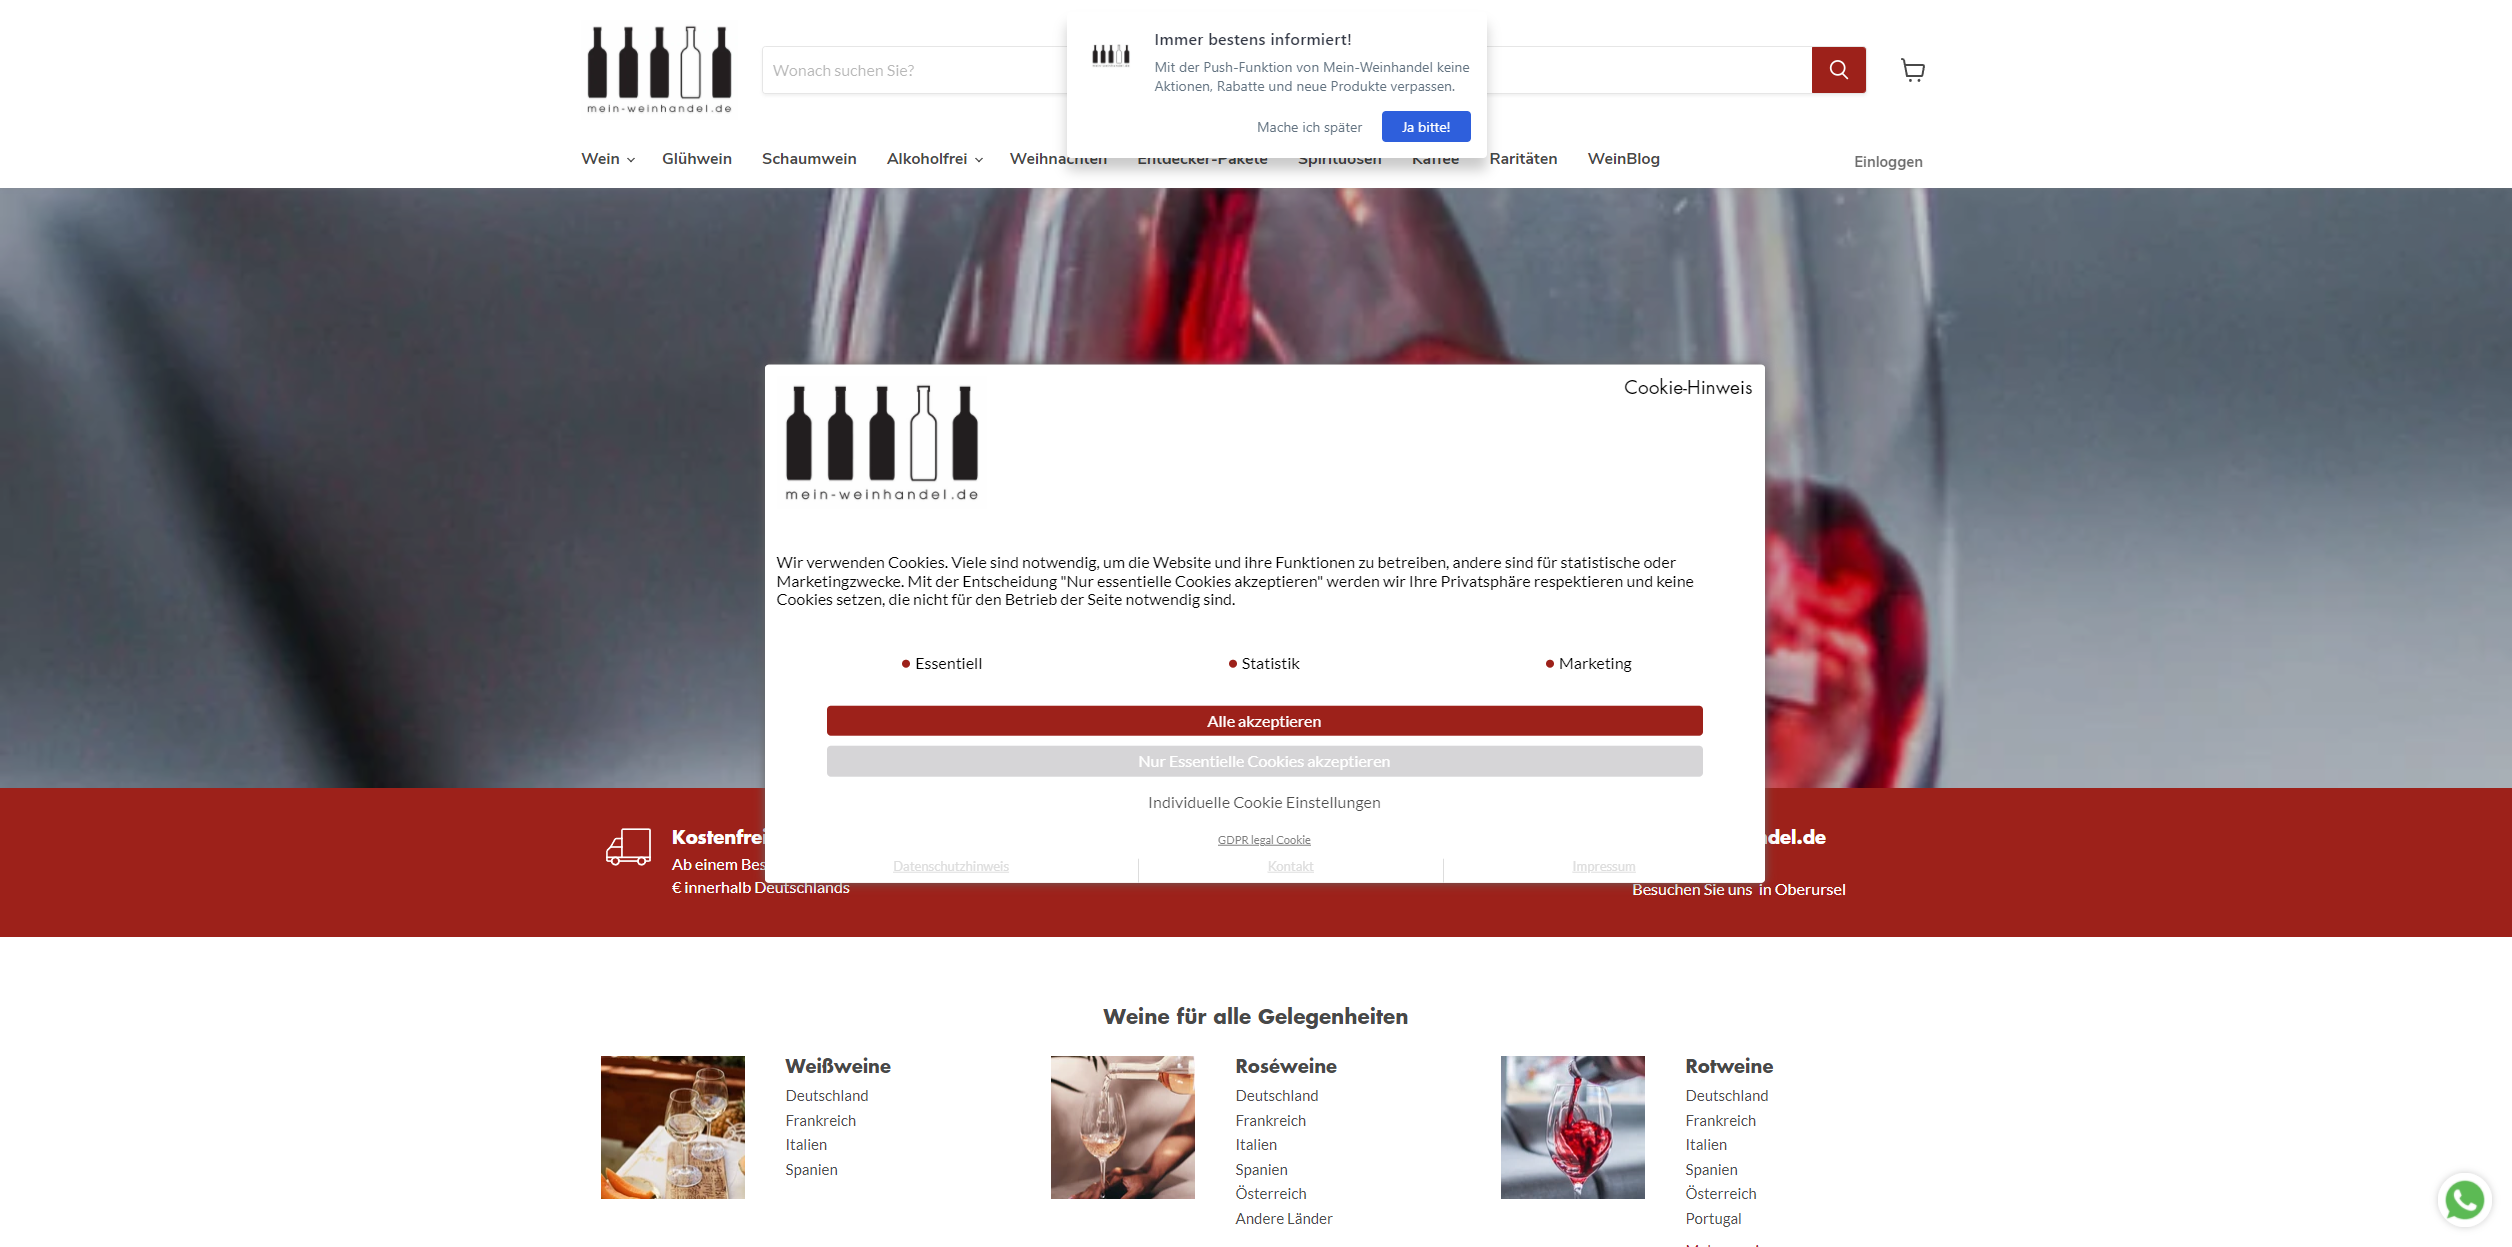 mein-weinhandel.de
Wonach suchen Sie?
Immer bestens informiert!
Mit der Push-Funktion von Mein-Weinhandel keine
Aktionen, Rabatte und neue Produkte verpassen.
Mache ich später
Ja bitte!
Wein
Glühwein
Schaumwein
Alkoholfrei
Weihnachten
Entdecker-Pakete
Spirituosen
Kaffee
Raritäten
WeinBlog
Einloggen
Cookie-Hinweis
mein-weinhandel.de
Wir verwenden Cookies. Viele sind notwendig, um die Website und ihre Funktionen zu betreiben, andere sind für statistische oder
Marketingzwecke. Mit der Entscheidung "Nur essentielle Cookies akzeptieren" werden wir Ihre Privatsphäre respektieren und keine
Cookies setzen, die nicht für den Betrieb der Seite notwendig sind.
Essentiell
Statistik
Marketing
Alle akzeptieren
Nur Essentielle Cookies akzeptieren
Individuelle Cookie Einstellungen
GDPR legal Cookie
Datenschutzhinweis
Kontakt
Impressum
Kostenfrei
Ab einem Bes
€ innerhalb Deutschlands
del.de
Besuchen Sie uns in Oberursel
Weine für alle Gelegenheiten
Weißweine
Deutschland
Frankreich
Italien
Spanien
Roséweine
Deutschland
Frankreich
Italien
Spanien
Österreich
Andere Länder
Rotweine
Deutschland
Frankreich
Italien
Spanien
Österreich
Portugal